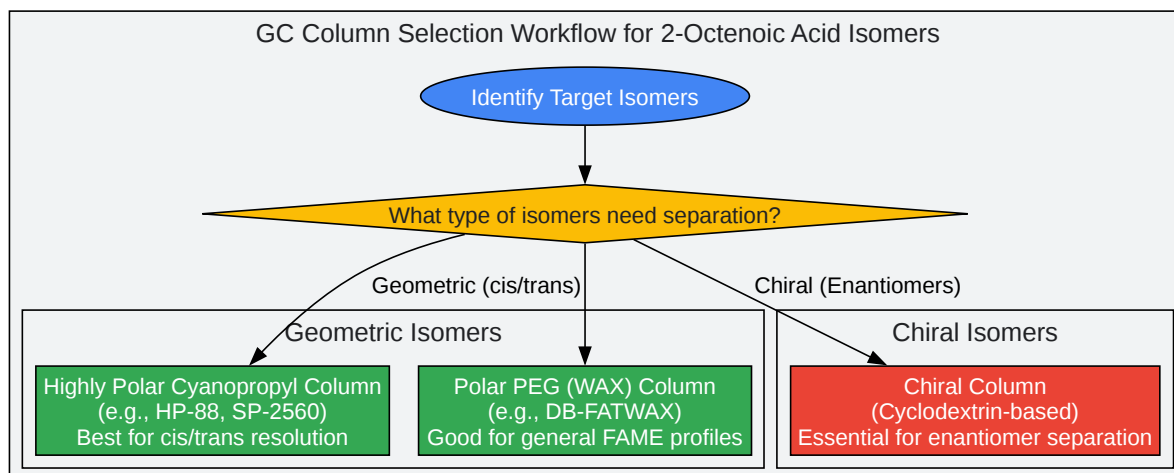 GC Column Selection Workflow for 2-Octenoic Acid Isomers
Identify Target Isomers
What type of isomers need separation?
Geometric (cis/trans)
Chiral (Enantiomers)
Geometric Isomers
Highly Polar Cyanopropyl Column
(e.g., HP-88, SP-2560)
Best for cis/trans resolution
Polar PEG (WAX) Column
(e.g., DB-FATWAX)
Good for general FAME profiles
Chiral Isomers
Chiral Column
(Cyclodextrin-based)
Essential for enantiomer separation